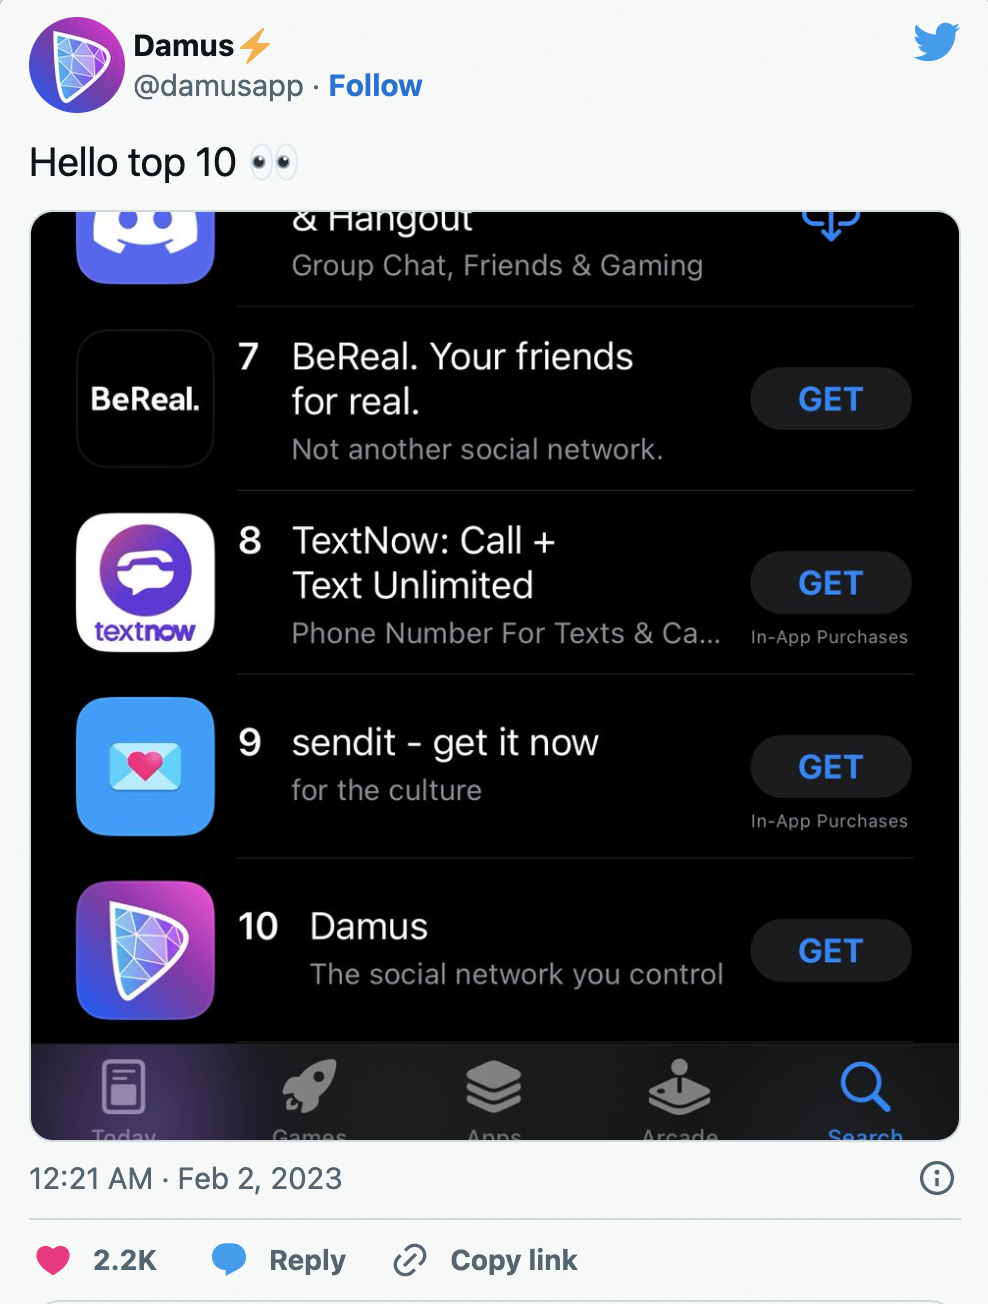 Damus⚡
@damusapp · Follow
Hello top 10 👀
& Hangout
Group Chat, Friends & Gaming
BeReal.
7 BeReal. Your friends
for real.
GET
Not another social network.
textnow
8 TextNow: Call +
Text Unlimited
GET
Phone Number For Texts & Ca...
In-App Purchases
9 sendit - get it now
for the culture
GET
In-App Purchases
10 Damus
The social network you control
GET
Today Games Apps Arcade Search
12:21 AM · Feb 2, 2023
2.2K Reply Copy link